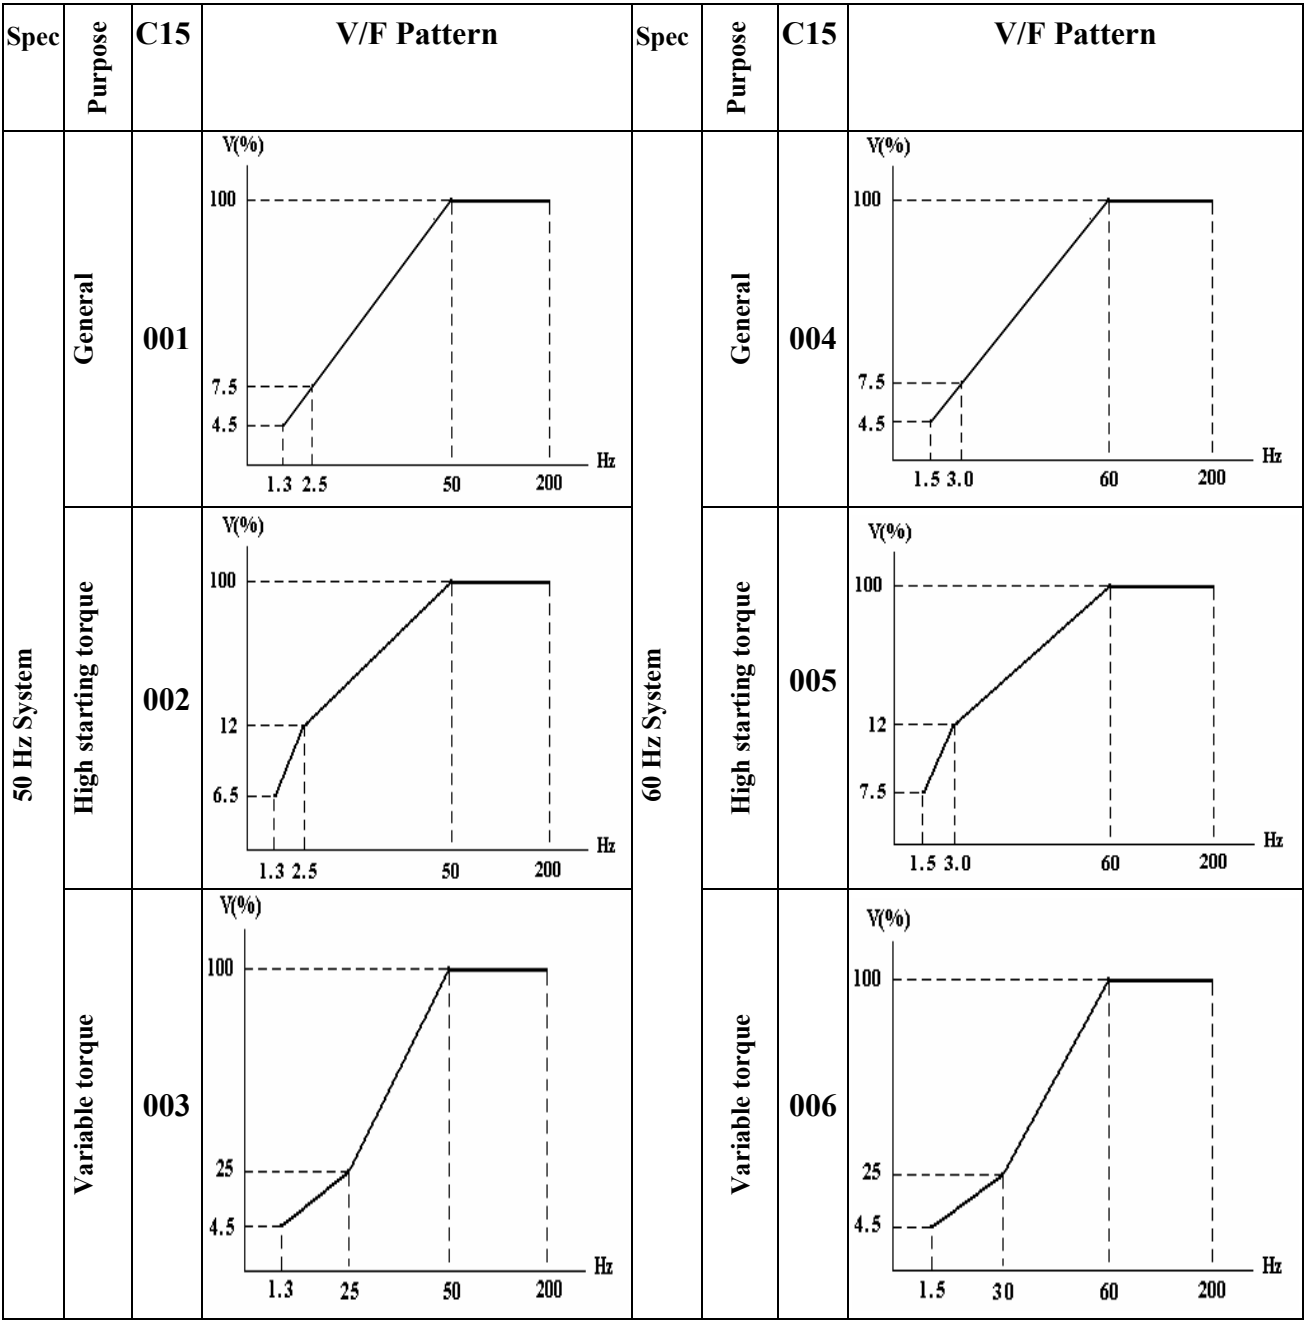 Spec Purpose C15 V/F Pattern Spec Purpose C15 V/F Pattern
50 Hz System
General
001
V(%)
100
7.5
4.5
Hz
1.3 2.5 50 200
High starting torque
002
V(%)
100
12
6.5
Hz
1.3 2.5 50 200
Variable torque
003
V(%)
100
25
4.5
Hz
1.3 25 50 200
60 Hz System
General
004
V(%)
100
7.5
4.5
Hz
1.5 3.0 60 200
High starting torque
005
V(%)
100
12
7.5
Hz
1.5 3.0 60 200
Variable torque
006
V(%)
100
25
4.5
Hz
1.5 30 60 200